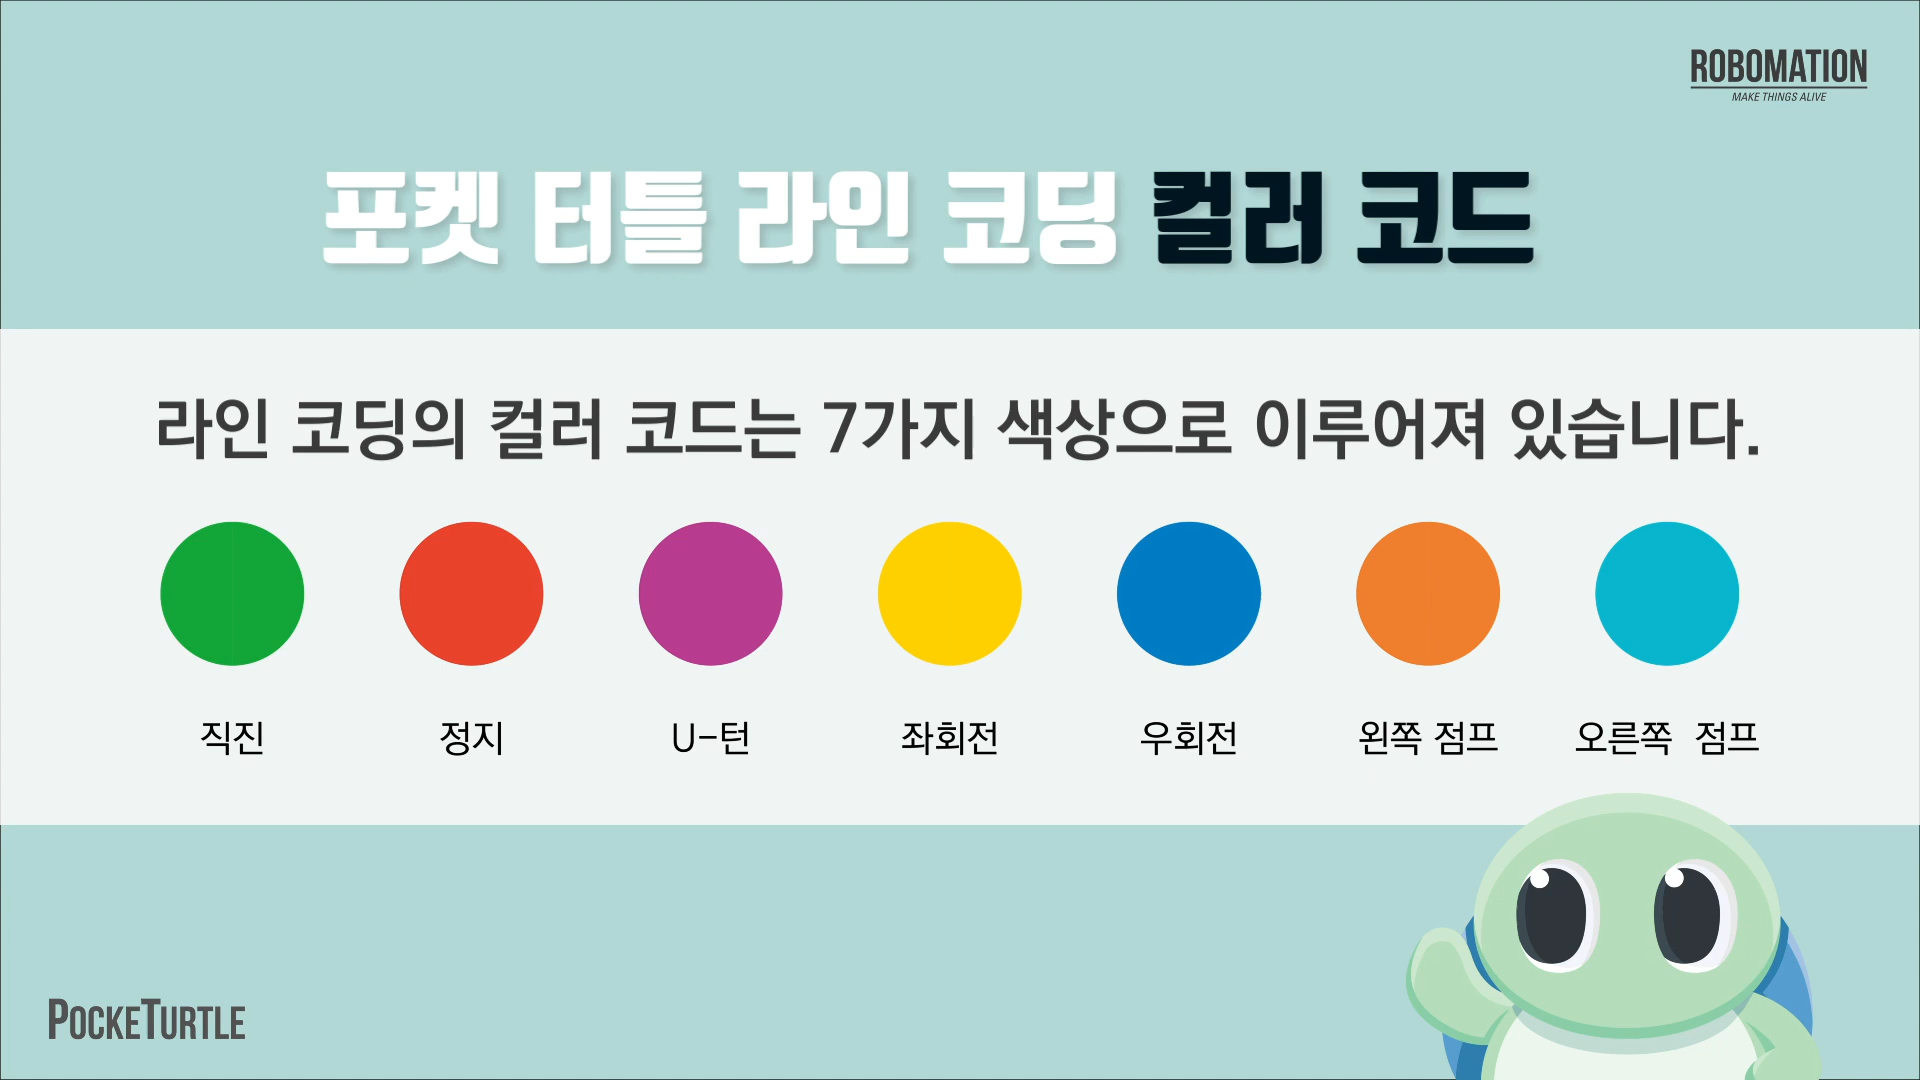 ROBOMATION
MAKE THINGS ALIVE
포켓 터틀 라인 코딩 컬러 코드
라인 코딩의 컬러 코드는 7가지 색상으로 이루어져 있습니다.
직진 정지 U-턴 좌회전 우회전 왼쪽 점프 오른쪽 점프
POCKETURTLE